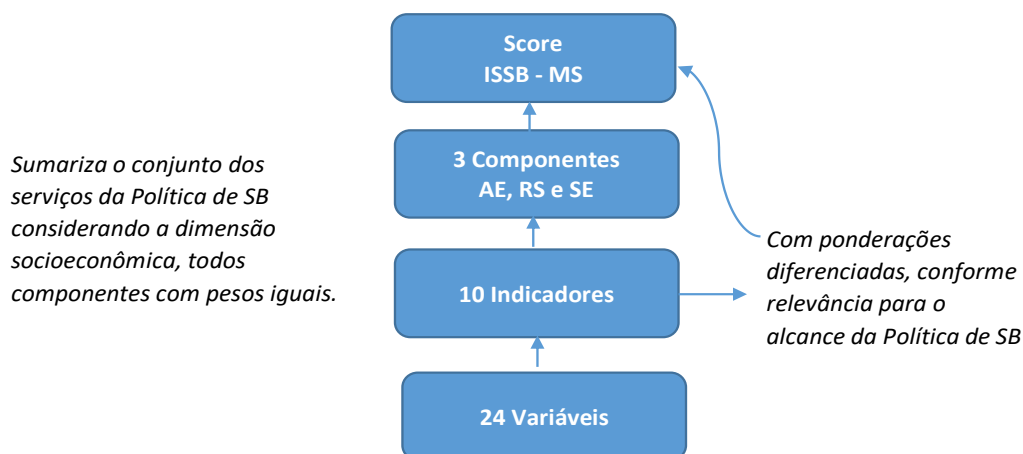 Score
ISSB - MS
3 Componentes
AE, RS e SE
Sumariza o conjunto dos
serviços da Política de SB
considerando a dimensão
socioeconômica, todos
componentes com pesos iguais.
10 Indicadores
Com ponderações
diferenciadas, conforme
relevância para o
alcance da Política de SB
24 Variáveis